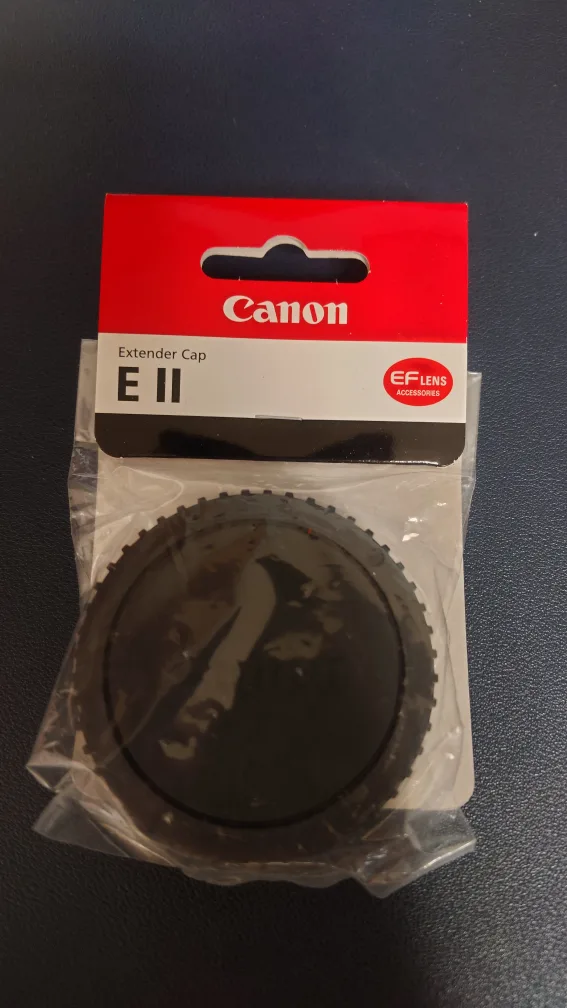 Canon
Extender Cap
E II
EF LENS
ACCESSORIES